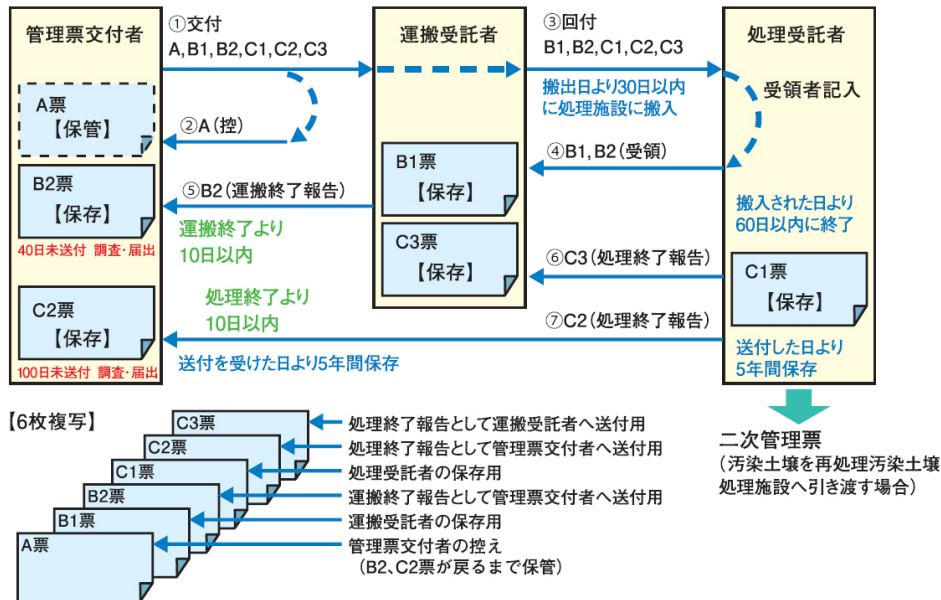 管理票交付者
①交付
A,B1,B2,C1,C2,C3
運搬受託者
③回付
B1,B2,C1,C2,C3
処理受託者
搬出日より30日以内
に処理施設に搬入
受領者記入
A票
【保管】
②A(控)
④B1,B2(受領)
B1票
【保存】
B2票
【保存】
⑤B2(運搬終了報告)
40日未送付 調査・届出
運搬終了より
10日以内
搬入された日より
60日以内に終了
C3票
【保存】
⑥C3(処理終了報告)
C1票
【保存】
C2票
【保存】
処理終了より
10日以内
⑦C2(処理終了報告)
100日未送付 調査・届出
送付を受けた日より5年間保存
送付した日より
5年間保存
【6枚複写】
C3票
処理終了報告として運搬受託者へ送付用
C2票
処理終了報告として管理票交付者へ送付用
C1票
処理受託者の保存用
B2票
運搬終了報告として管理票交付者へ送付用
B1票
運搬受託者の保存用
A票
管理票交付者の控え
(B2、C2票が戻るまで保管)
二次管理票
(汚染土壌を再処理汚染土壌
処理施設へ引き渡す場合)